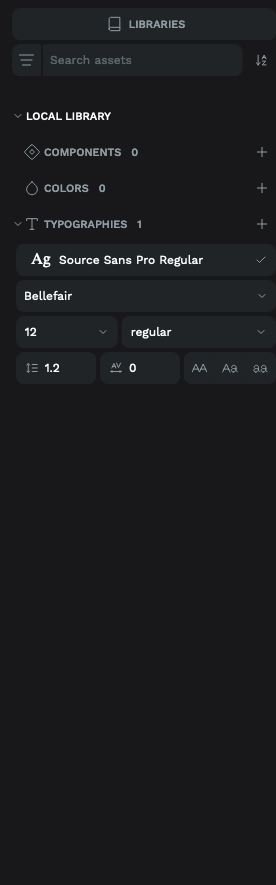 LIBRARIES
Search assets
LOCAL LIBRARY
COMPONENTS 0
COLORS 0
TYPOGRAPHIES 1
Ag Source Sans Pro Regular
Bellefair
12 regular
1.2 AV 0 AA Aa aa